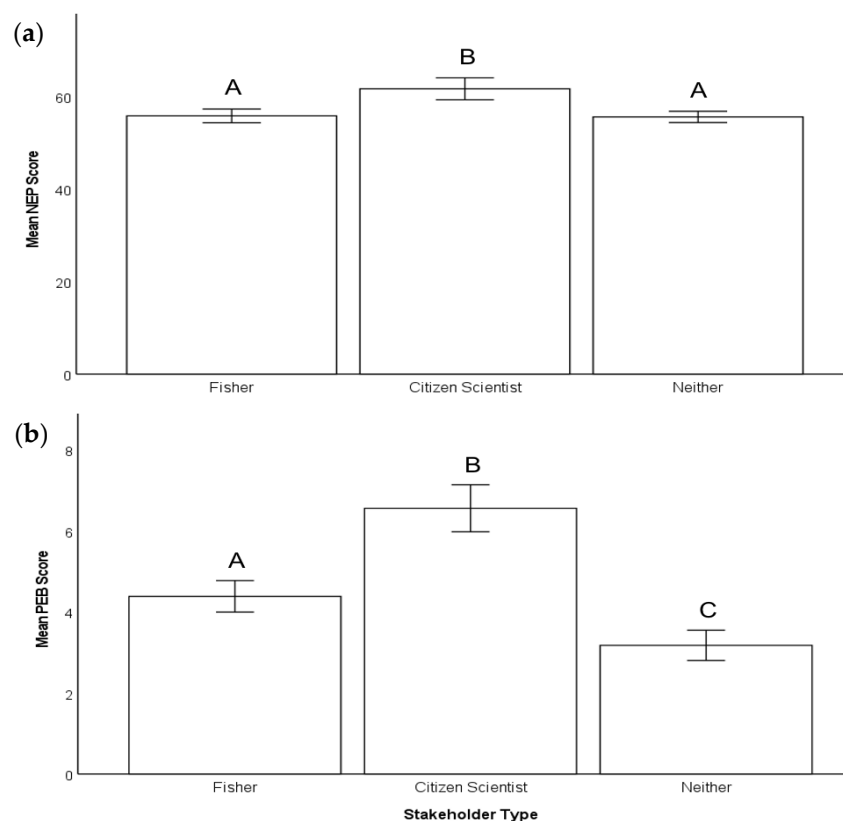 (a)
Mean NEP Score
60
40
20
0
A
B
A
Fisher
Citizen Scientist
Neither
(b)
Mean PEB Score
8
6
4
2
0
A
B
C
Fisher
Citizen Scientist
Neither
Stakeholder Type